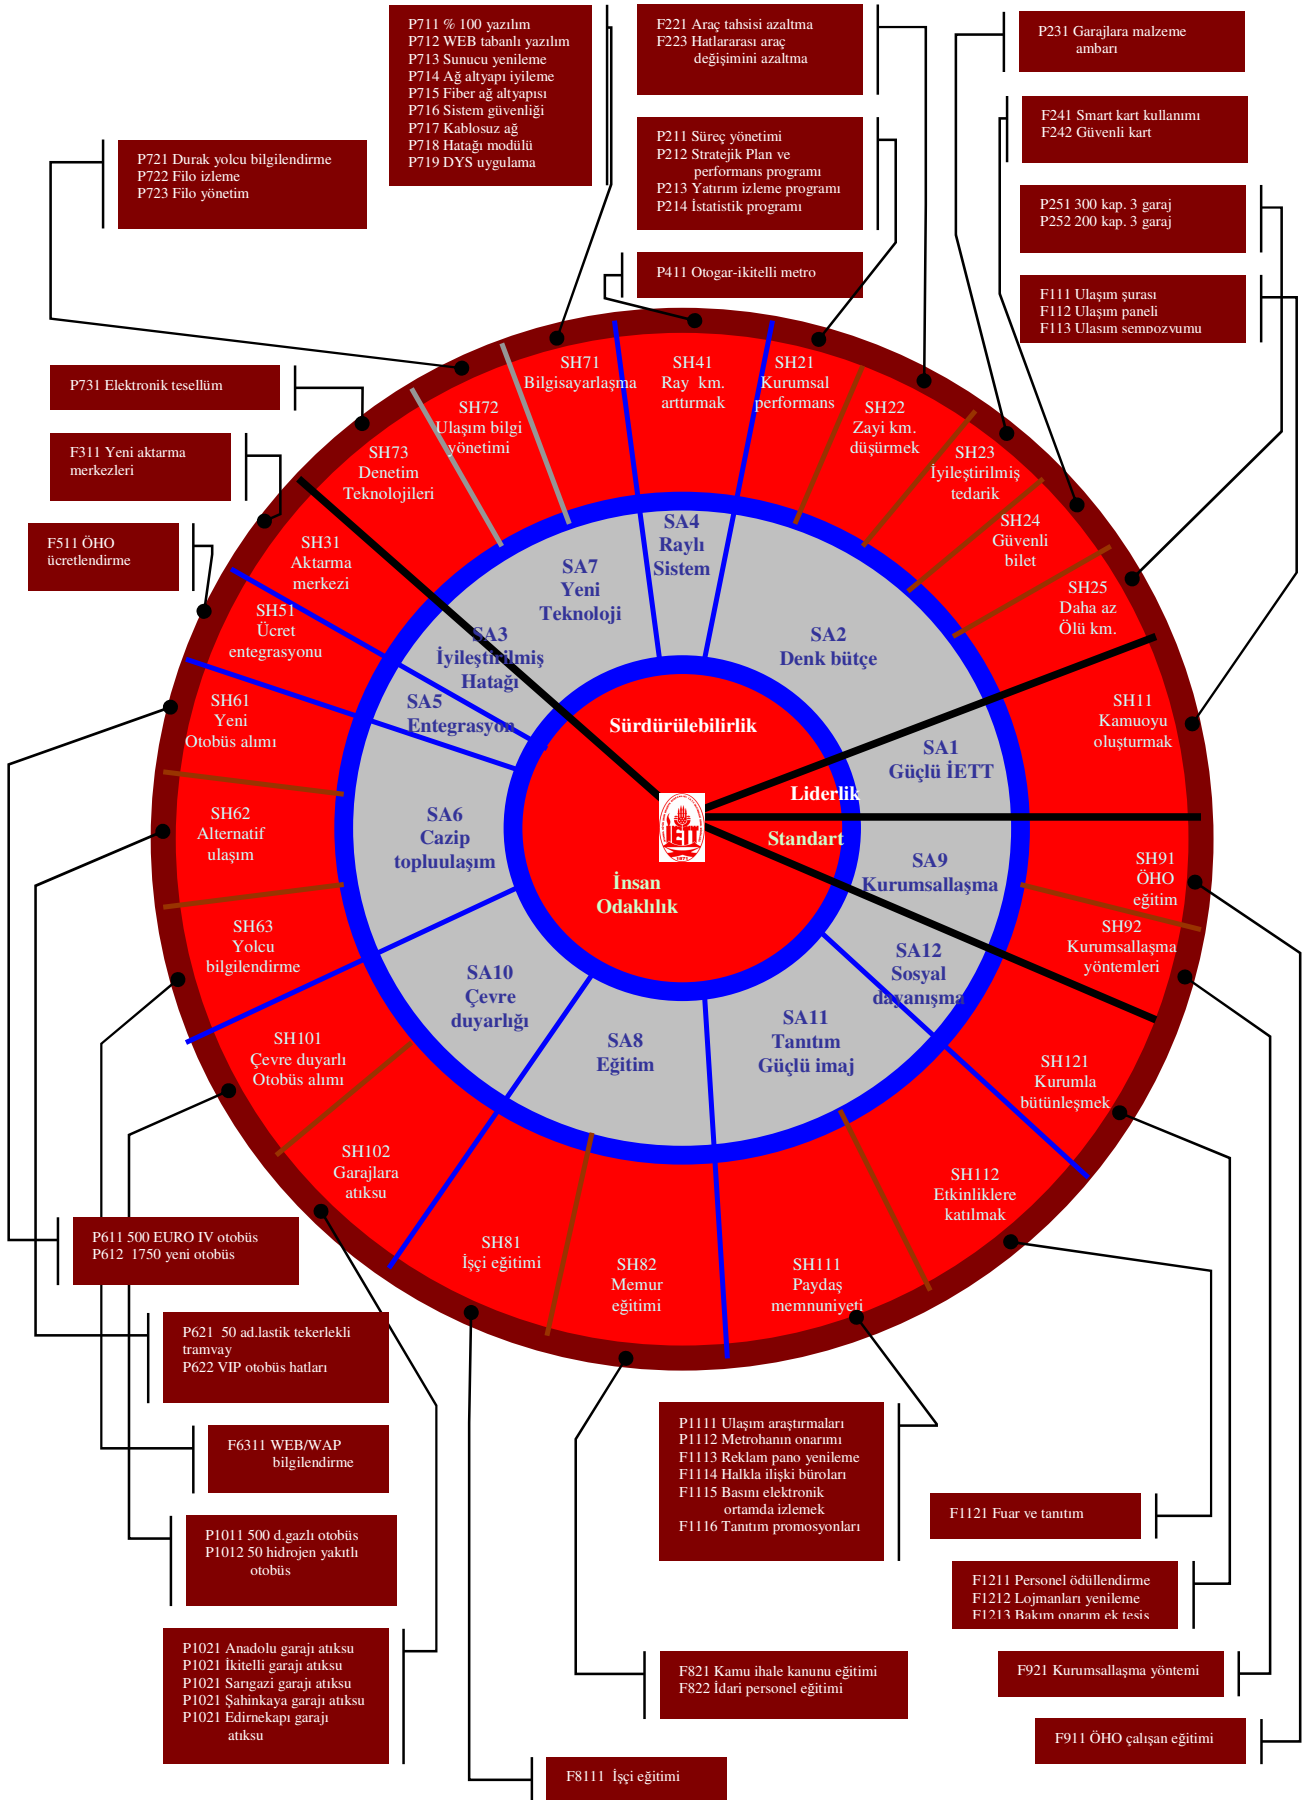 P711 % 100 yazılım
P712 WEB tabanlı yazılım
P713 Sunucu yenileme
P714 Ağ altyapı iyileme
P715 Fiber ağ altyapısı
P716 Sistem güvenliği
P717 Kablosuz ağ
P718 Hatağı modülü
P719 DYS uygulama
F221 Araç tahsisi azaltma
F223 Hatlararası araç
değişimini azaltma
P231 Garajlara malzeme
ambarı
F241 Smart kart kullanımı
F242 Güvenli kart
P211 Süreç yönetimi
P212 Stratejik Plan ve
performans programı
P213 Yatırım izleme programı
P214 İstatistik programı
P721 Durak yolcu bilgilendirme
P722 Filo izleme
P723 Filo yönetim
P251 300 kap. 3 garaj
P252 200 kap. 3 garaj
P411 Otogar-ikitelli metro
F111 Ulaşım şurası
F112 Ulaşım paneli
F113 Ulaşım sempozyumu
P731 Elektronik tesellüm
F311 Yeni aktarma
merkezleri
F511 ÖHO
ücretlendirme
SH71
Bilgisayarlaşma
SH41
Ray km.
arttırmak
SH21
Kurumsal
performans
SH72
Ulaşım bilgi
yönetimi
SH22
Zayi km.
düşürmek
SH73
Denetim
Teknolojileri
SH23
İyileştirilmiş
tedarik
SH31
Aktarma
merkezi
SH24
Güvenli
bilet
SH51
Ücret
entegrasyonu
SH25
Daha az
Ölü km.
SH61
Yeni
Otobüs alımı
SH11
Kamuoyu
oluşturmak
SA4
Raylı
Sistem
SA7
Yeni
Teknoloji
SA3
İyileştirilmiş
Hatağı
SA2
Denk bütçe
SA5
Entegrasyon
SA1
Güçlü İETT
Sürdürülebilirlik
Liderlik
Standart
İETT
1871
İnsan
Odaklılık
SH62
Alternatif
ulaşım
SA6
Cazip
topluulaşım
SA9
Kurumsallaşma
SH91
ÖHO
eğitim
SH63
Yolcu
bilgilendirme
SH92
Kurumsallaşma
yöntemleri
SA10
Çevre
duyarlığı
SA12
Sosyal
dayanışma
SA8
Eğitim
SA11
Tanıtım
Güçlü imaj
SH101
Çevre duyarlı
Otobüs alımı
SH121
Kurumla
bütünleşmek
SH102
Garajlara
atıksu
SH112
Etkinliklere
katılmak
SH81
İşçi eğitimi
SH82
Memur
eğitimi
SH111
Paydaş
memnuniyeti
P611 500 EURO IV otobüs
P612 1750 yeni otobüs
P621 50 ad.lastik tekerlekli
tramvay
P622 VIP otobüs hatları
F6311 WEB/WAP
bilgilendirme
P1011 500 d.gazlı otobüs
P1012 50 hidrojen yakıtlı
otobüs
P1021 Anadolu garajı atıksu
P1021 İkitelli garajı atıksu
P1021 Sarıgazi garajı atıksu
P1021 Şahinkaya garajı atıksu
P1021 Edirnekapı garajı
atıksu
P1111 Ulaşım araştırmaları
P1112 Metrohanın onarımı
F1113 Reklam pano yenileme
F1114 Halkla ilişki büroları
F1115 Basını elektronik
ortamda izlemek
F1116 Tanıtım promosyonları
F1121 Fuar ve tanıtım
F1211 Personel ödüllendirme
F1212 Lojmanları yenileme
F1213 Bakım onarım ek tesis
F821 Kamu ihale kanunu eğitimi
F822 İdari personel eğitimi
F921 Kurumsallaşma yöntemi
F911 ÖHO çalışan eğitimi
F8111 İşçi eğitimi